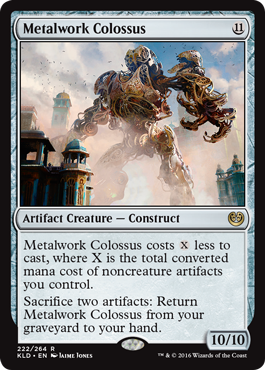 Metalwork Colossus 11
Artifact Creature — Construct
Metalwork Colossus costs X less to
cast, where X is the total converted
mana cost of noncreature artifacts
you control.
Sacrifice two artifacts: Return
Metalwork Colossus from your
graveyard to your hand.
10/10
222/264 R
KLD • EN Jaime Jones
™ & © 2016 Wizards of the Coast